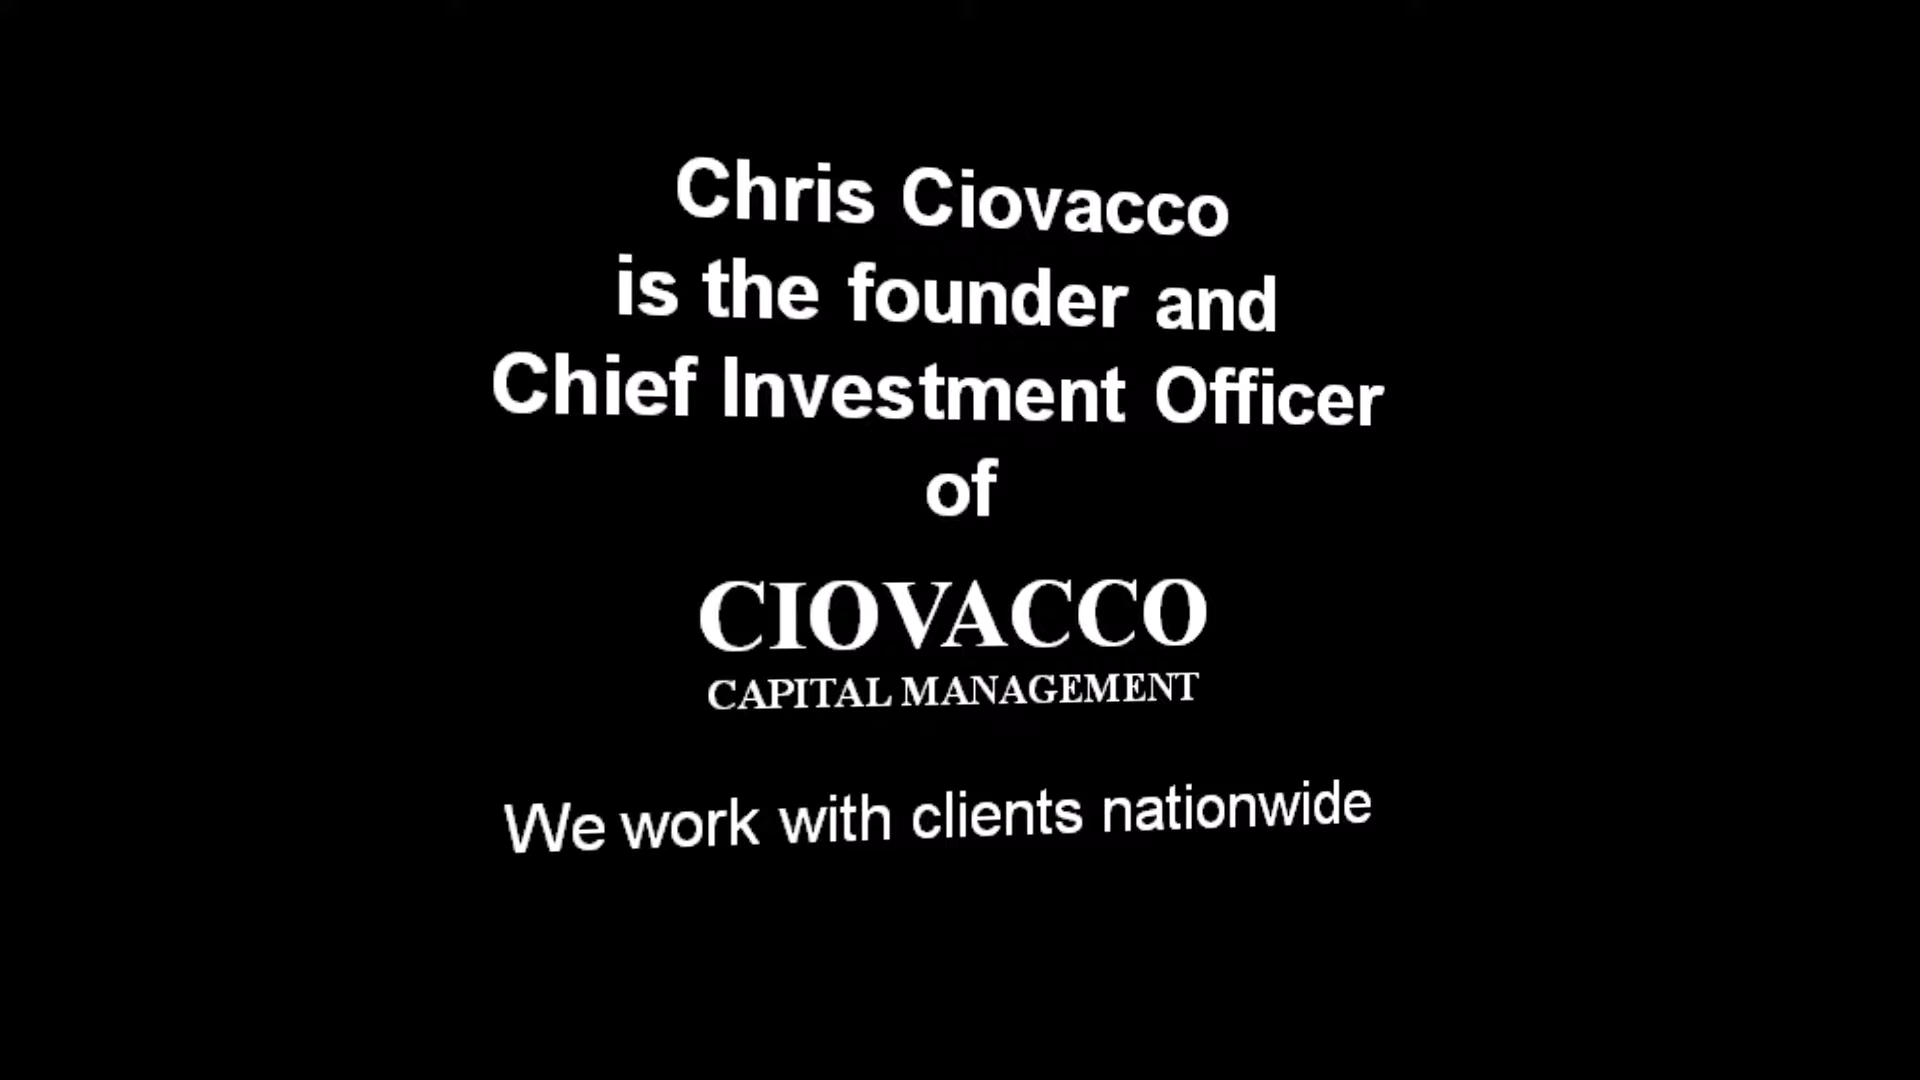 Chris Ciovacco
is the founder and
Chief Investment Officer
of
CIOVACCO
CAPITAL MANAGEMENT
We work with clients nationwide